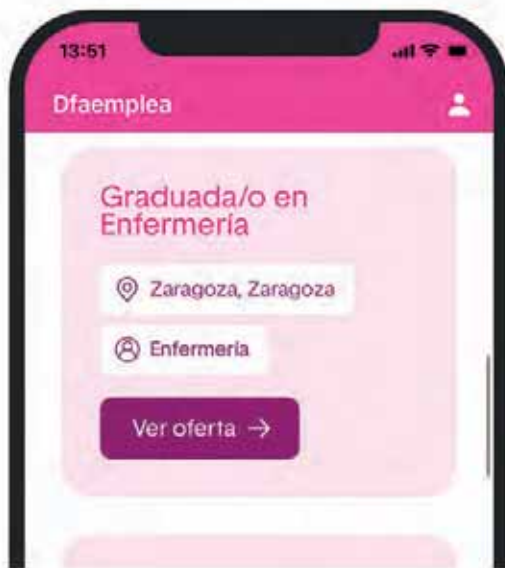 13:51
Dfaemplea
Graduada/o en
Enfermería
Zaragoza, Zaragoza
Enfermería
Ver oferta →